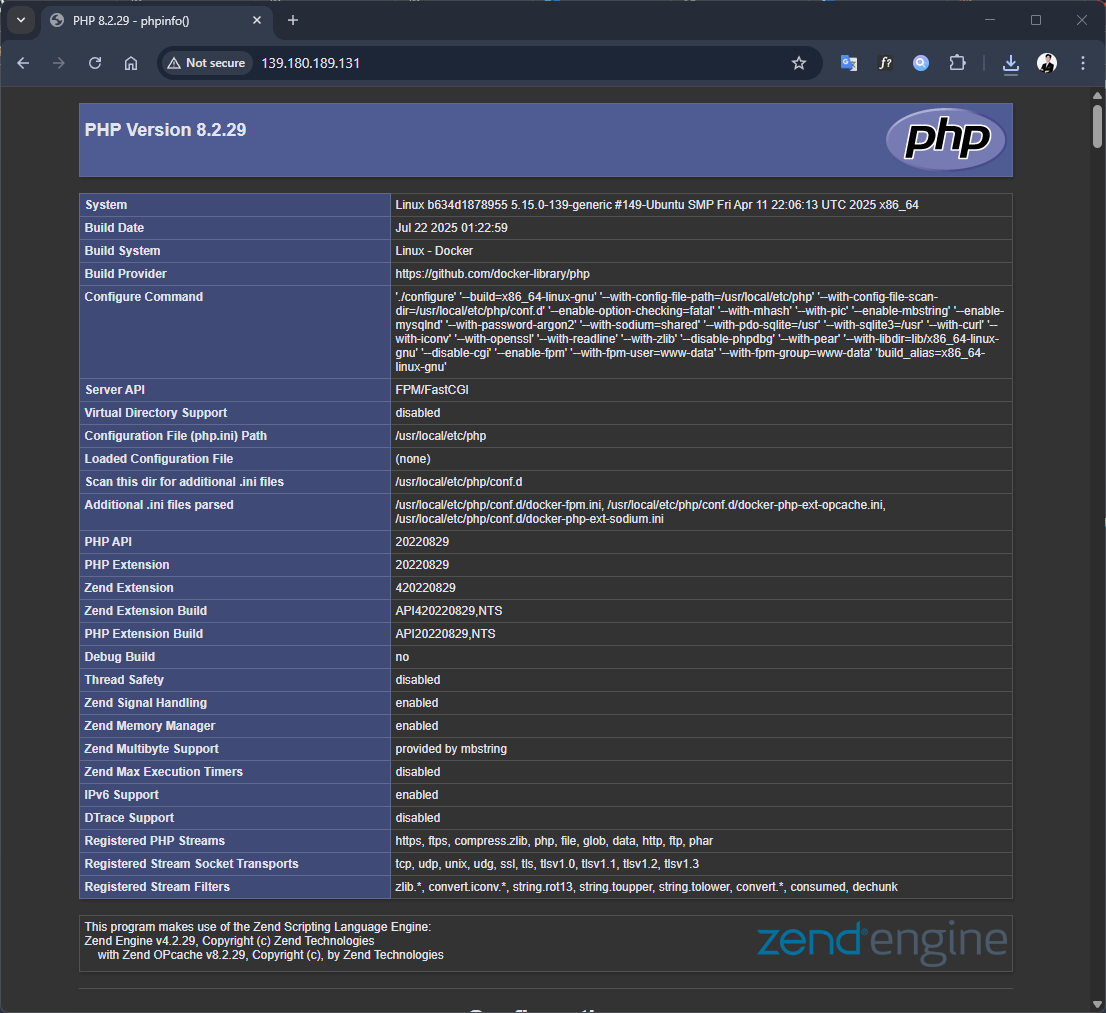 PHP 8.2.29 - phpinfo()
Not secure
139.180.189.131
f?
PHP Version 8.2.29
php
System Linux b634d1878955 5.15.0-139-generic #149-Ubuntu SMP Fri Apr 11 22:06:13 UTC 2025 x86_64
Build Date Jul 22 2025 01:22:59
Build System Linux - Docker
Build Provider https://github.com/docker-library/php
Configure Command './configure' '--build=x86_64-linux-gnu' '--with-config-file-path=/usr/local/etc/php' '--with-config-file-scan-
dir=/usr/local/etc/php/conf.d' '--enable-option-checking=fatal' '--with-mhash' '--with-pic' '--enable-mbstring' '--enable-
mysqlnd' '--with-password-argon2' '--with-sodium=shared' '--with-pdo-sqlite=/usr' '--with-sqlite3=/usr' '--with-curl' '--
with-iconv' '--with-openssl' '--with-readline' '--with-zlib' '--disable-phpdbg' '--with-pear' '--with-libdir=lib/x86_64-linux-
gnu' '--disable-cgi' '--enable-fpm' '--with-fpm-user=www-data' '--with-fpm-group=www-data' 'build_alias=x86_64-
linux-gnu'
Server API FPM/FastCGI
Virtual Directory Support disabled
Configuration File (php.ini) Path /usr/local/etc/php
Loaded Configuration File (none)
Scan this dir for additional .ini files /usr/local/etc/php/conf.d
Additional .ini files parsed /usr/local/etc/php/conf.d/docker-fpm.ini, /usr/local/etc/php/conf.d/docker-php-ext-opcache.ini,
/usr/local/etc/php/conf.d/docker-php-ext-sodium.ini
PHP API 20220829
PHP Extension 20220829
Zend Extension 420220829
Zend Extension Build API420220829,NTS
PHP Extension Build API20220829,NTS
Debug Build no
Thread Safety disabled
Zend Signal Handling enabled
Zend Memory Manager enabled
Zend Multibyte Support provided by mbstring
Zend Max Execution Timers disabled
IPv6 Support enabled
DTrace Support disabled
Registered PHP Streams https, ftps, compress.zlib, php, file, glob, data, http, ftp, phar
Registered Stream Socket Transports tcp, udp, unix, udg, ssl, tls, tlsv1.0, tlsv1.1, tlsv1.2, tlsv1.3
Registered Stream Filters zlib.*, convert.iconv.*, string.rot13, string.toupper, string.tolower, convert.*, consumed, dechunk
This program makes use of the Zend Scripting Language Engine:
Zend Engine v4.2.29, Copyright (c) Zend Technologies
with Zend OPcache v8.2.29, Copyright (c), by Zend Technologies
zend engine